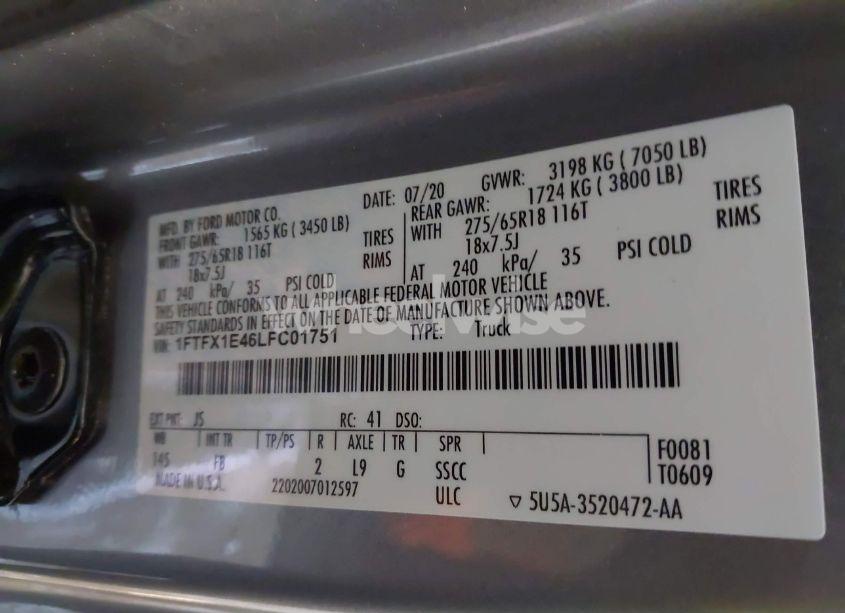 MFD. BY FORD MOTOR CO. DATE: 07/20 GVWR: 3198 KG ( 7050 LB)
FRONT GAWR: 1565 KG ( 3450 LB) REAR GAWR: 1724 KG ( 3800 LB)
WITH 275/65R18 116T TIRES WITH 275/65R18 116T TIRES
18x7.5J RIMS 18x7.5J RIMS
AT 240 kPa/ 35 PSI COLD AT 240 kPa/ 35 PSI COLD
THIS VEHICLE CONFORMS TO ALL APPLICABLE FEDERAL MOTOR VEHICLE
SAFETY STANDARDS IN EFFECT ON THE DATE OF MANUFACTURE SHOWN ABOVE.
VIN: 1FTFX1E46LFC01751 TYPE: Truck
EXT PNT: JS RC: 41 DSO:
WB INT TR TP/PS R AXLE TR SPR F0081
145 FB 2 L9 G SSCC T0609
MADE IN U.S.A. 2202007012597 ULC ▽ 5U5A-3520472-AA